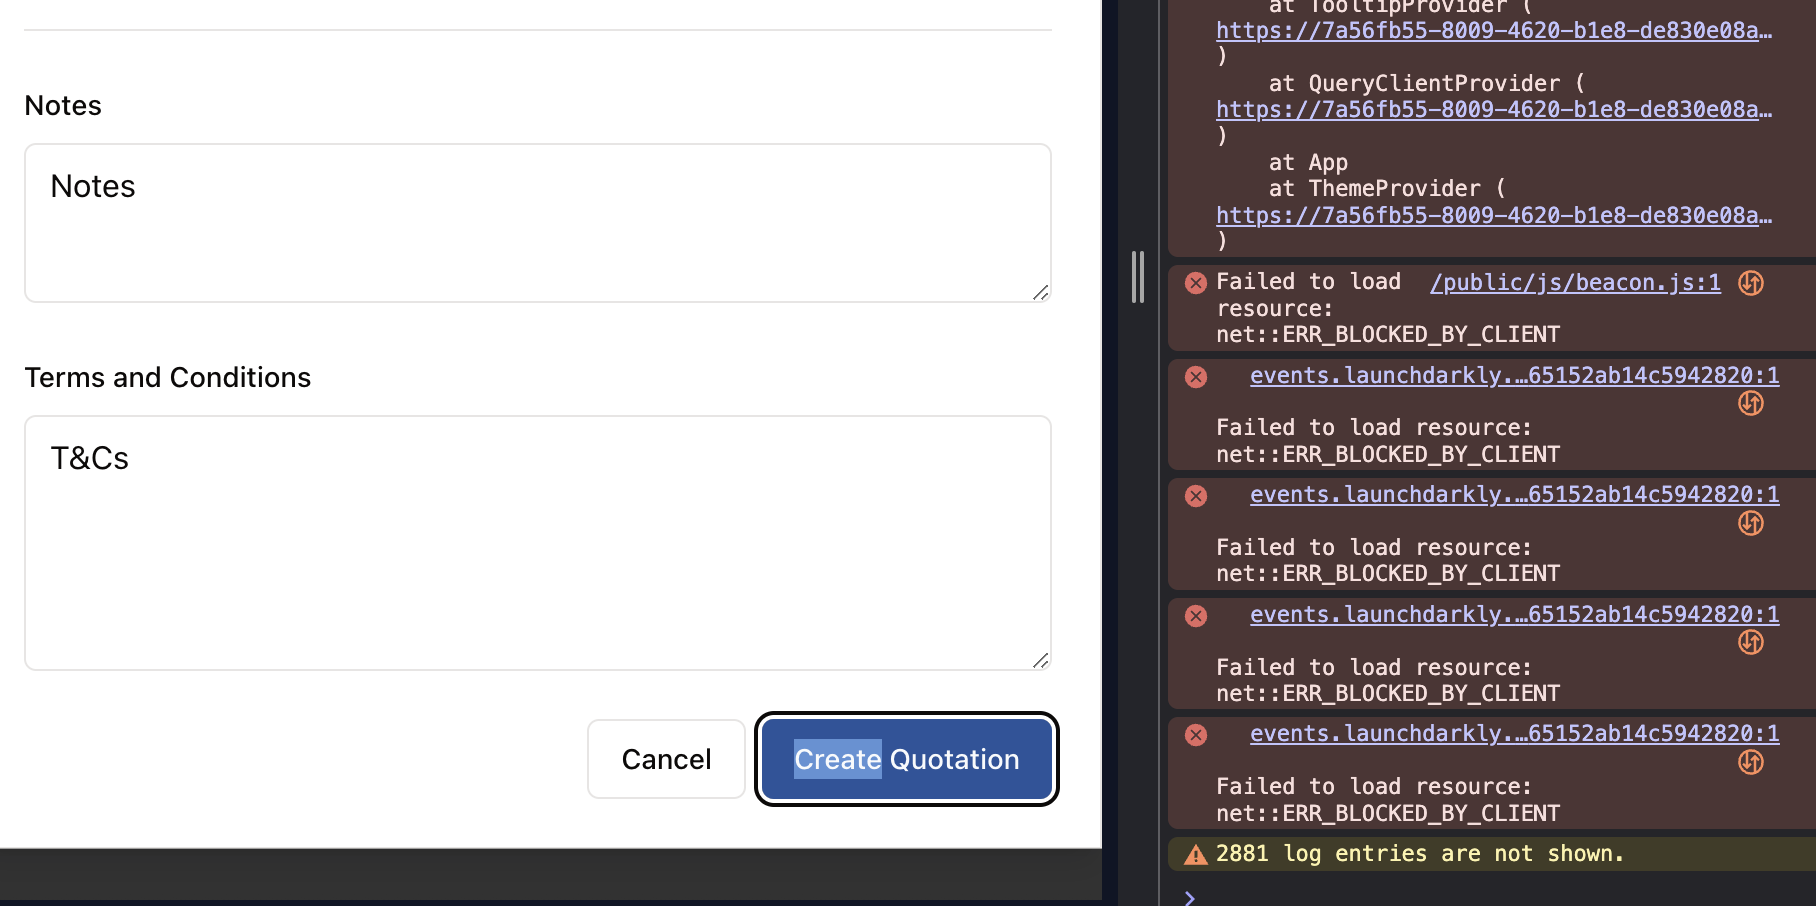 Notes
Notes
Terms and Conditions
T&Cs
Cancel
Create Quotation
at TooltipProvider (
https://7a56fb55-8009-4620-b1e8-de830e08a…
)
at QueryClientProvider (
https://7a56fb55-8009-4620-b1e8-de830e08a…
)
at App
at ThemeProvider (
https://7a56fb55-8009-4620-b1e8-de830e08a…
)
Failed to load /public/js/beacon.js:1
resource:
net::ERR_BLOCKED_BY_CLIENT
events.launchdarkly.…65152ab14c5942820:1
Failed to load resource:
net::ERR_BLOCKED_BY_CLIENT
events.launchdarkly.…65152ab14c5942820:1
Failed to load resource:
net::ERR_BLOCKED_BY_CLIENT
events.launchdarkly.…65152ab14c5942820:1
Failed to load resource:
net::ERR_BLOCKED_BY_CLIENT
events.launchdarkly.…65152ab14c5942820:1
Failed to load resource:
net::ERR_BLOCKED_BY_CLIENT
2881 log entries are not shown.